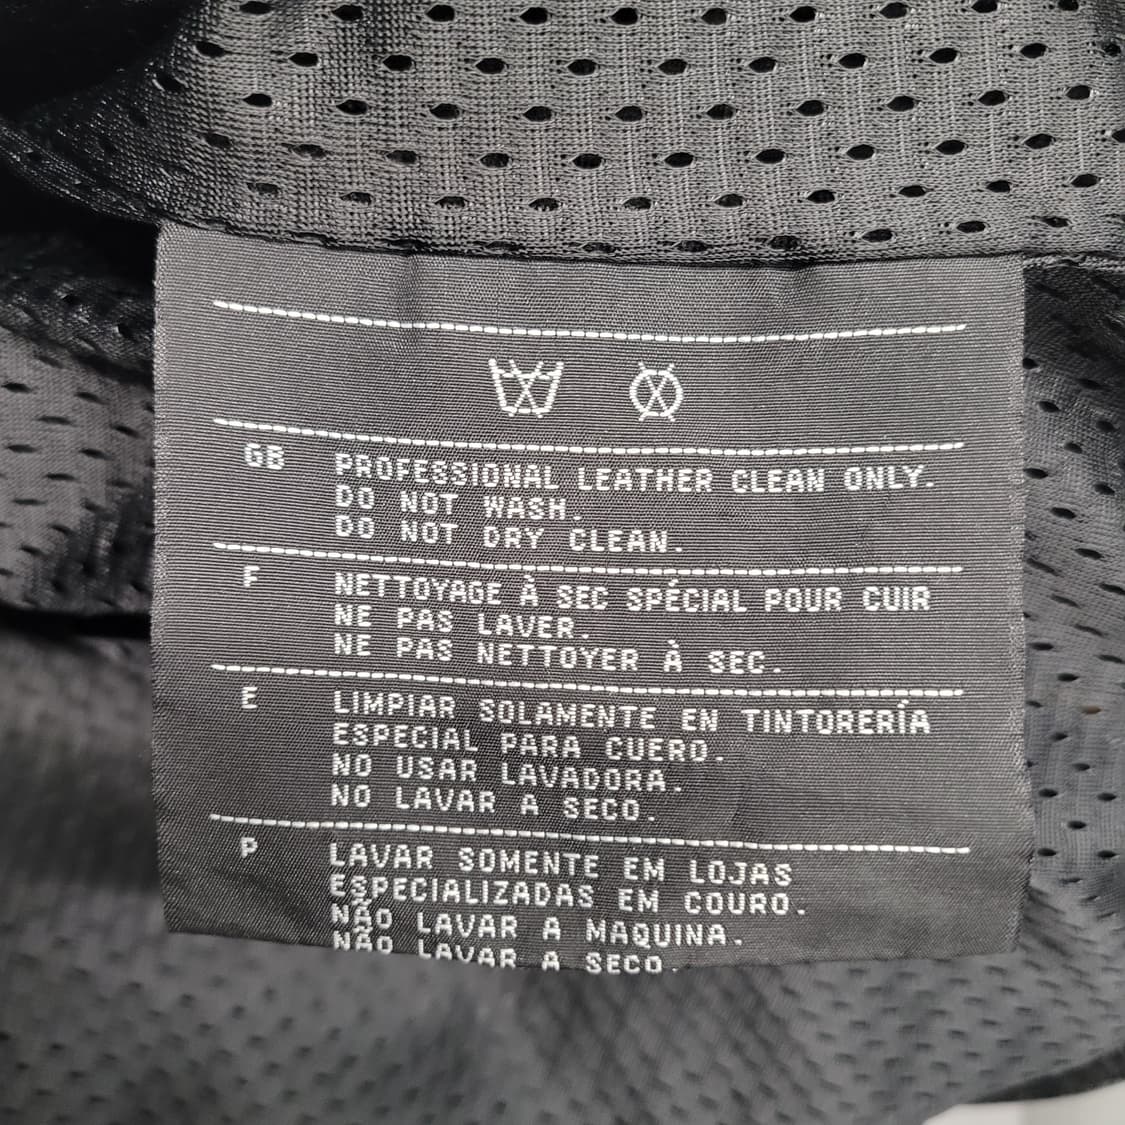 GB PROFESSIONAL LEATHER CLEAN ONLY.
DO NOT WASH.
DO NOT DRY CLEAN.
F NETTOYAGE À SEC SPÉCIAL POUR CUIR
NE PAS LAVER.
NE PAS NETTOYER À SEC.
E LIMPIAR SOLAMENTE EN TINTORERÍA
ESPECIAL PARA CUERO.
NO USAR LAVADORA.
NO LAVAR A SECO.
P LAVAR SOMENTE EM LOJAS
ESPECIALIZADAS EM COURO.
NÃO LAVAR A MAQUINA.
NÃO LAVAR A SECO.